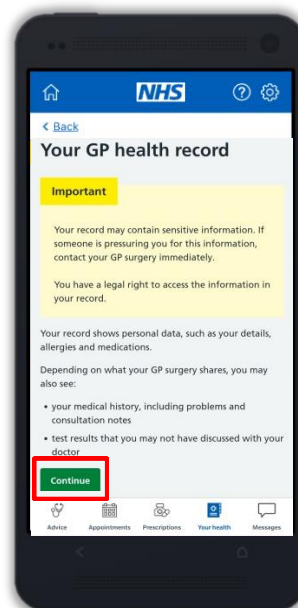 NHS
?
< Back
Your GP health record
Important
Your record may contain sensitive information. If
someone is pressuring you for this information,
contact your GP surgery immediately.
You have a legal right to access the information in
your record.
Your record shows personal data, such as your details,
allergies and medications.
Depending on what your GP surgery shares, you may
also see:
• your medical history, including problems and
consultation notes
• test results that you may not have discussed with your
doctor
Continue
Advice Appointments Prescriptions Your health Messages